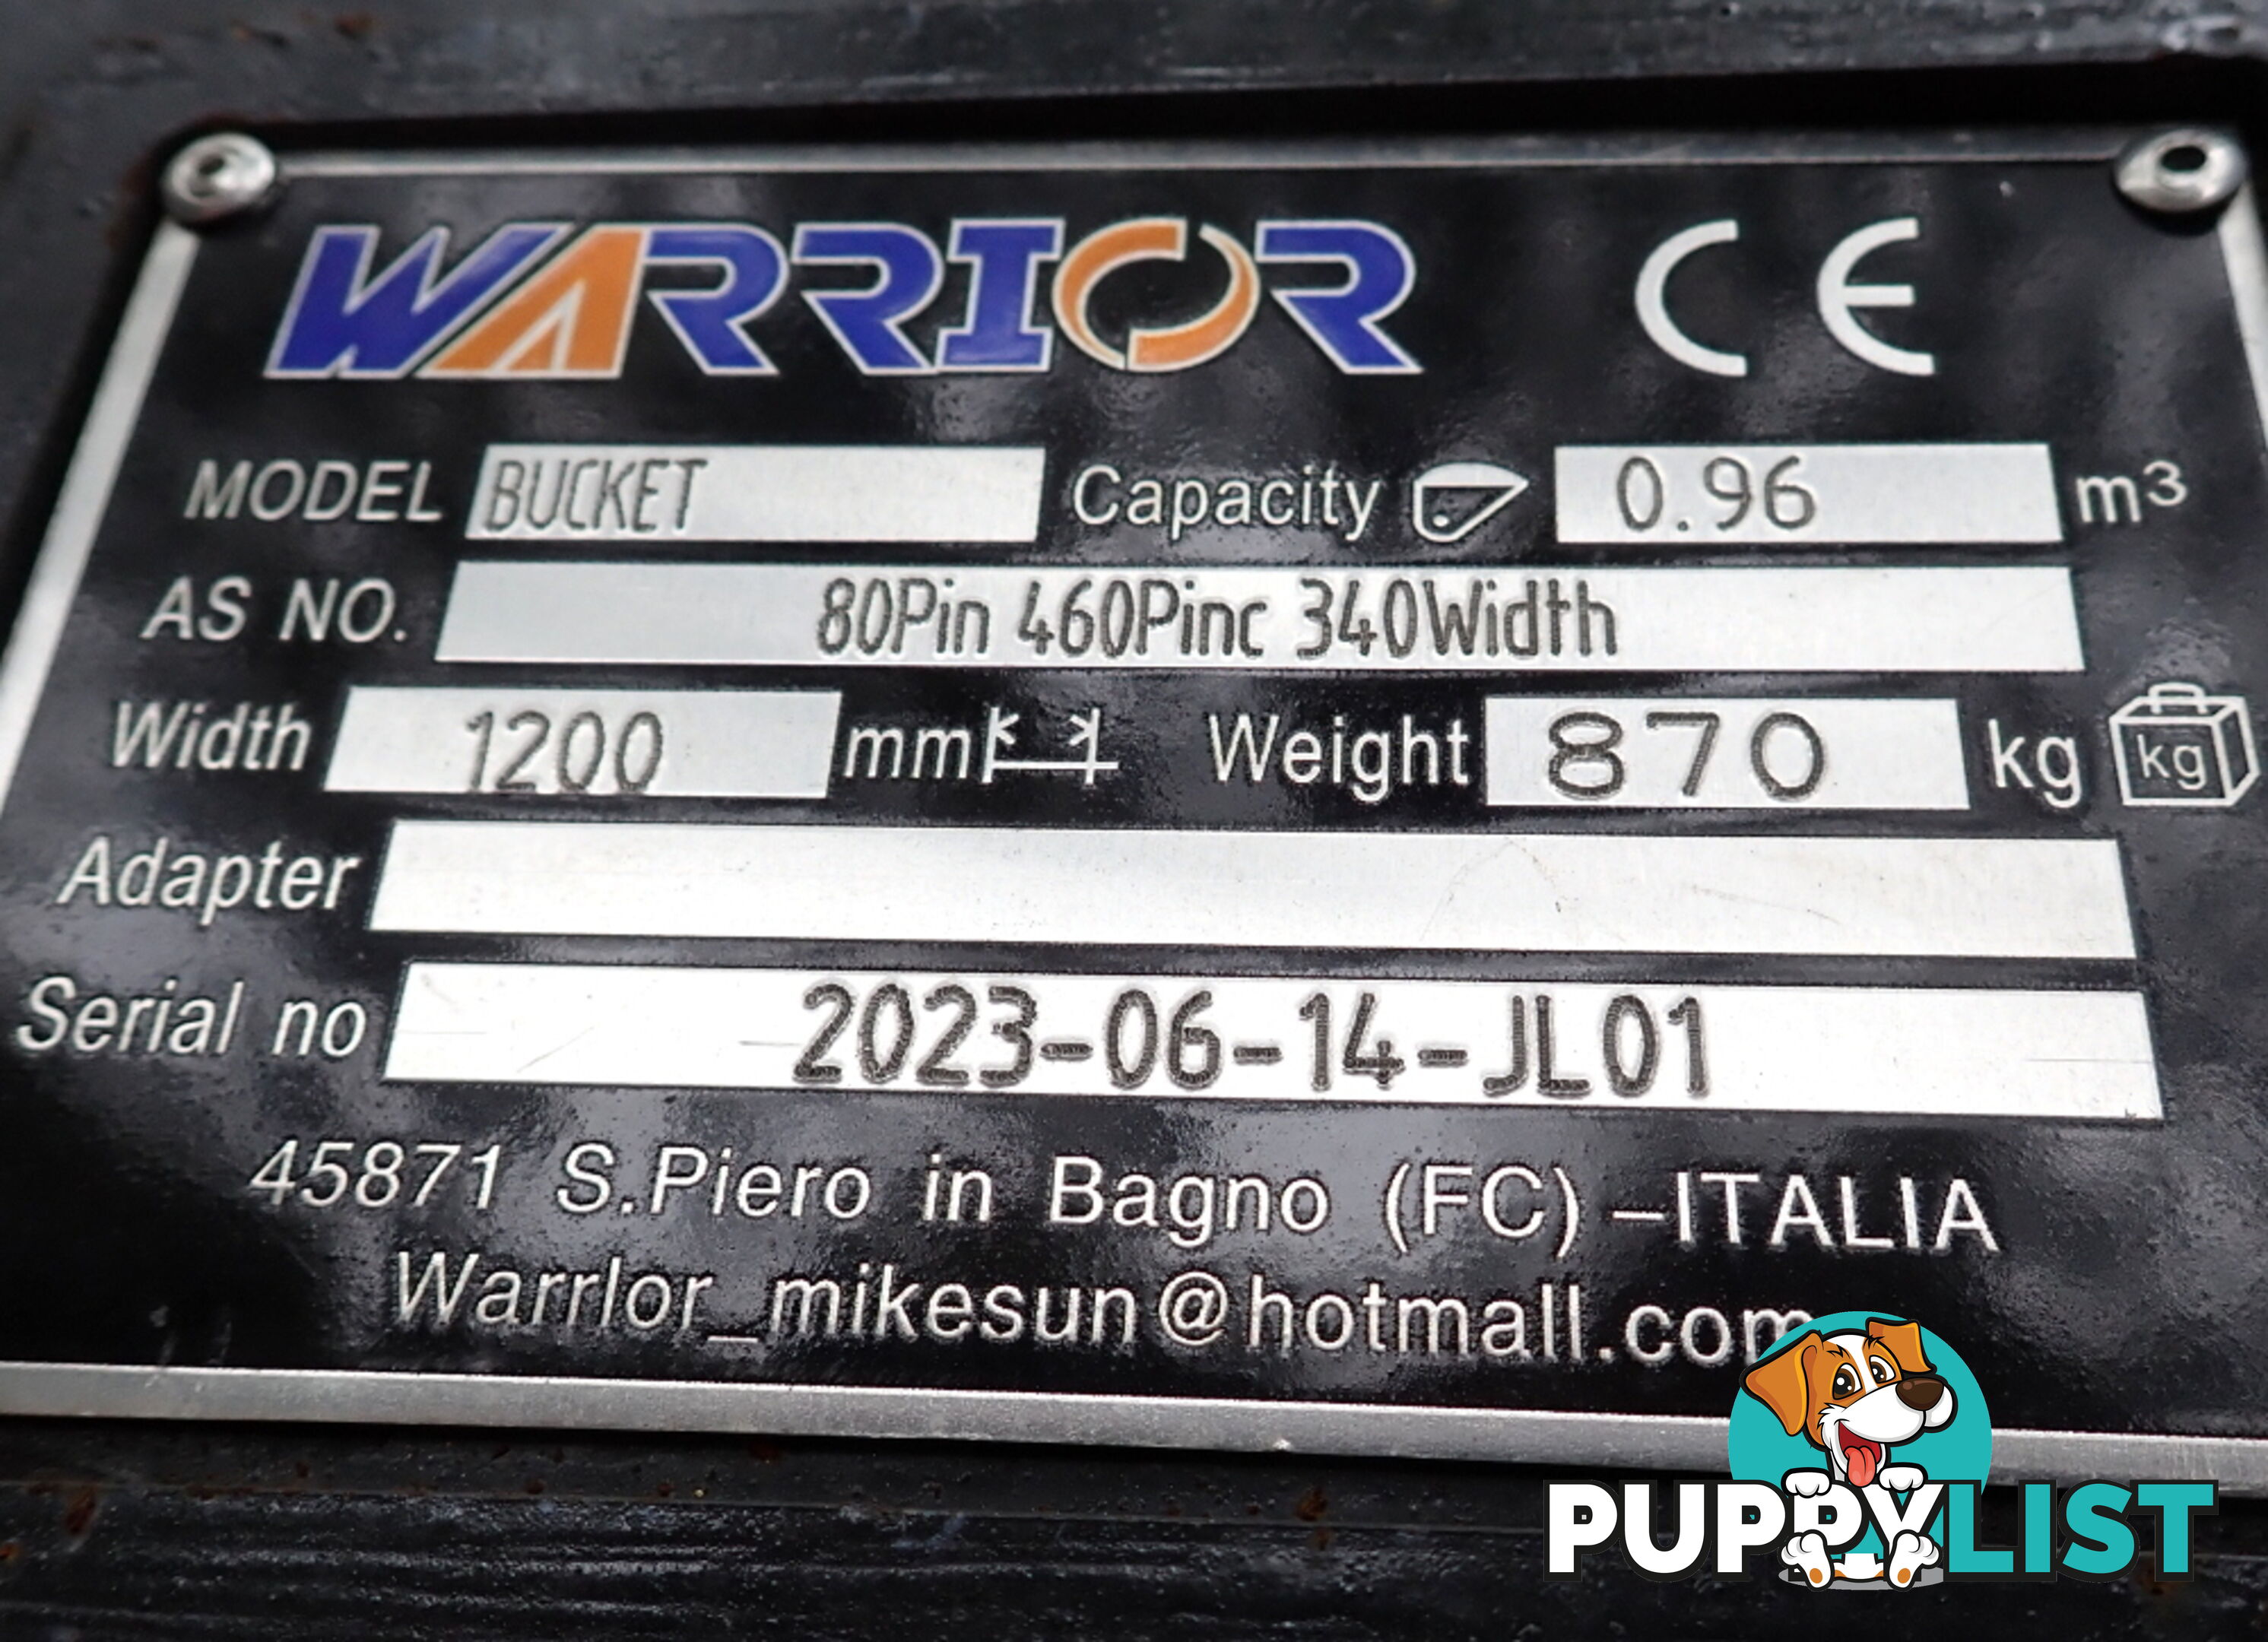 WARRIOR CE
MODEL BUCKET Capacity 0.96 m³
AS NO. 80Pin 460Pinc 340Width
Width 1200 mm Weight 870 kg kg
Adapter
Serial no 2023-06-14-JL01
45871 S.Piero in Bagno (FC) -ITALIA
Warrlor_mikesun@hotmall.com
PUPPYLIST